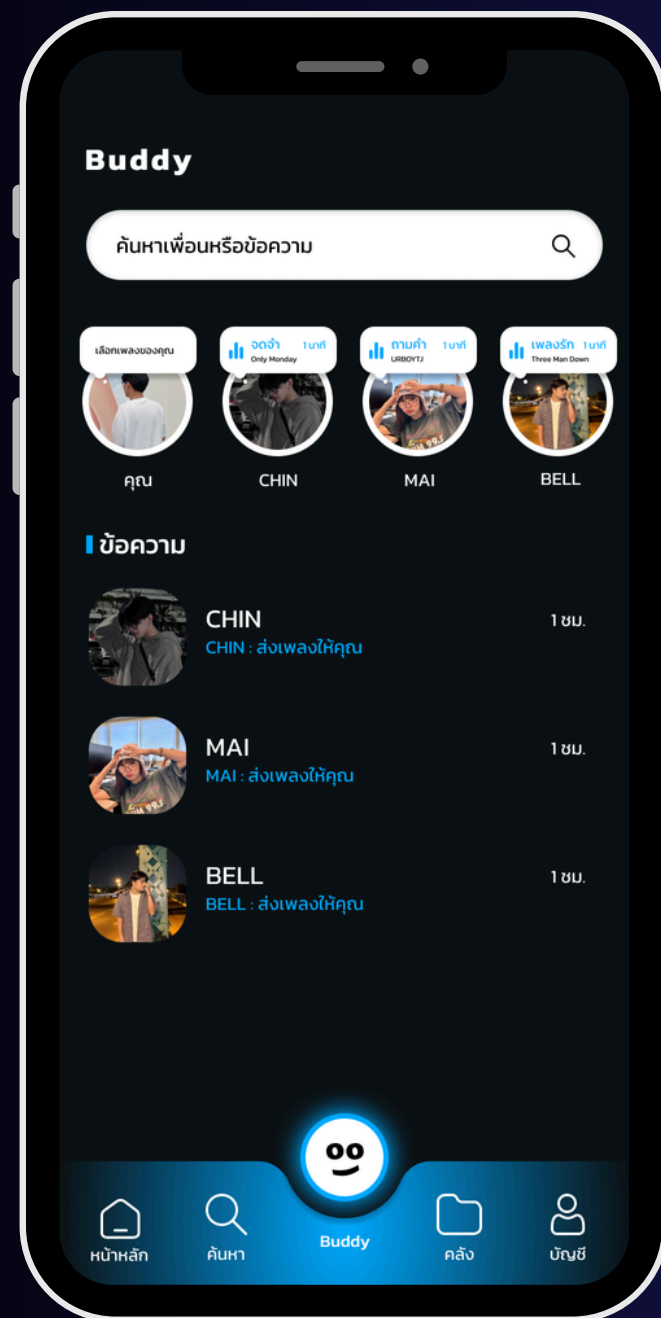 Buddy
ค้นหาเพื่อนหรือข้อความ
เลือกเพลงของคุณ
จดจำ 1 นาที
Only Monday
ถามคำ 1 นาที
URBOYTJ
เพลงรัก 1 นาที
Three Man Down
คุณ
CHIN
MAI
BELL
ข้อความ
CHIN
1 ชม.
CHIN : ส่งเพลงให้คุณ
MAI
1 ชม.
MAI : ส่งเพลงให้คุณ
BELL
1 ชม.
BELL : ส่งเพลงให้คุณ
หน้าหลัก
ค้นหา
Buddy
คลัง
บัญชี